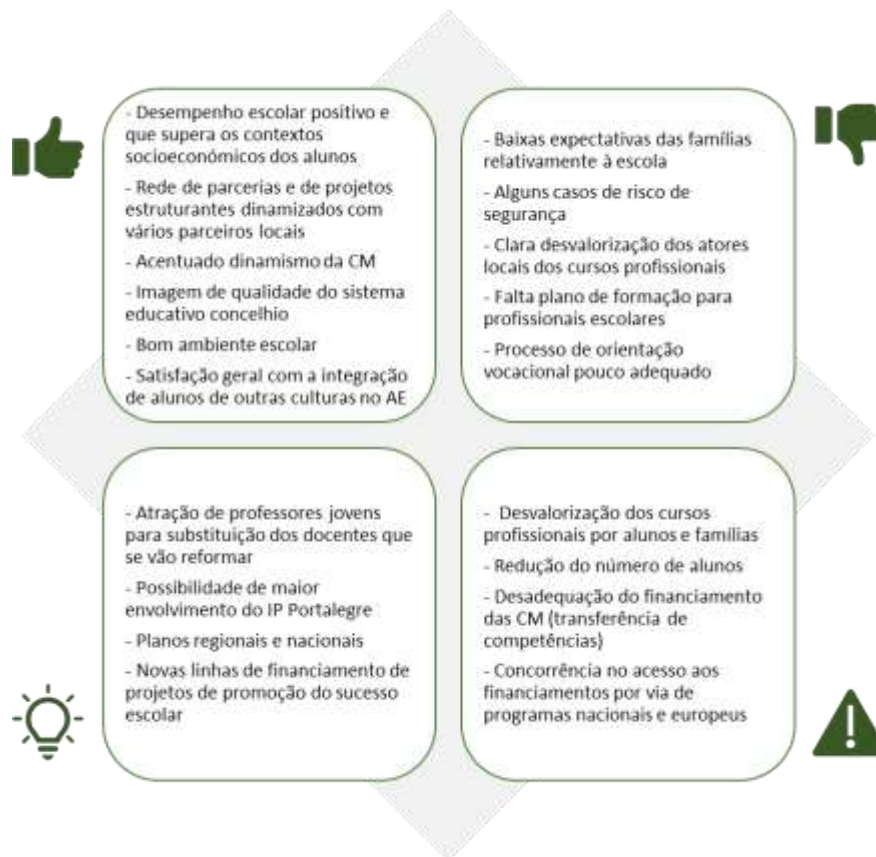 - Desempenho escolar positivo e
que supera os contextos
socioeconómicos dos alunos
- Rede de parcerias e de projetos
estruturantes dinamizados com
vários parceiros locais
- Acentuado dinamismo da CM
- Imagem de qualidade do sistema
educativo concelhio
- Bom ambiente escolar
- Satisfação geral com a integração
de alunos de outras culturas no AE
- Baixas expectativas das famílias
relativamente à escola
- Alguns casos de risco de
segurança
- Clara desvalorização dos atores
locais dos cursos profissionais
- Falta plano de formação para
profissionais escolares
- Processo de orientação
vocacional pouco adequado
- Atração de professores jovens
para substituição dos docentes que
se vão reformar
- Possibilidade de maior
envolvimento do IP Portalegre
- Planos regionais e nacionais
- Novas linhas de financiamento de
projetos de promoção do sucesso
escolar
- Desvalorização dos cursos
profissionais por alunos e famílias
- Redução do número de alunos
- Desadequação do financiamento
das CM (transferência de
competências)
- Concorrência no acesso aos
financiamentos por via de
programas nacionais e europeus